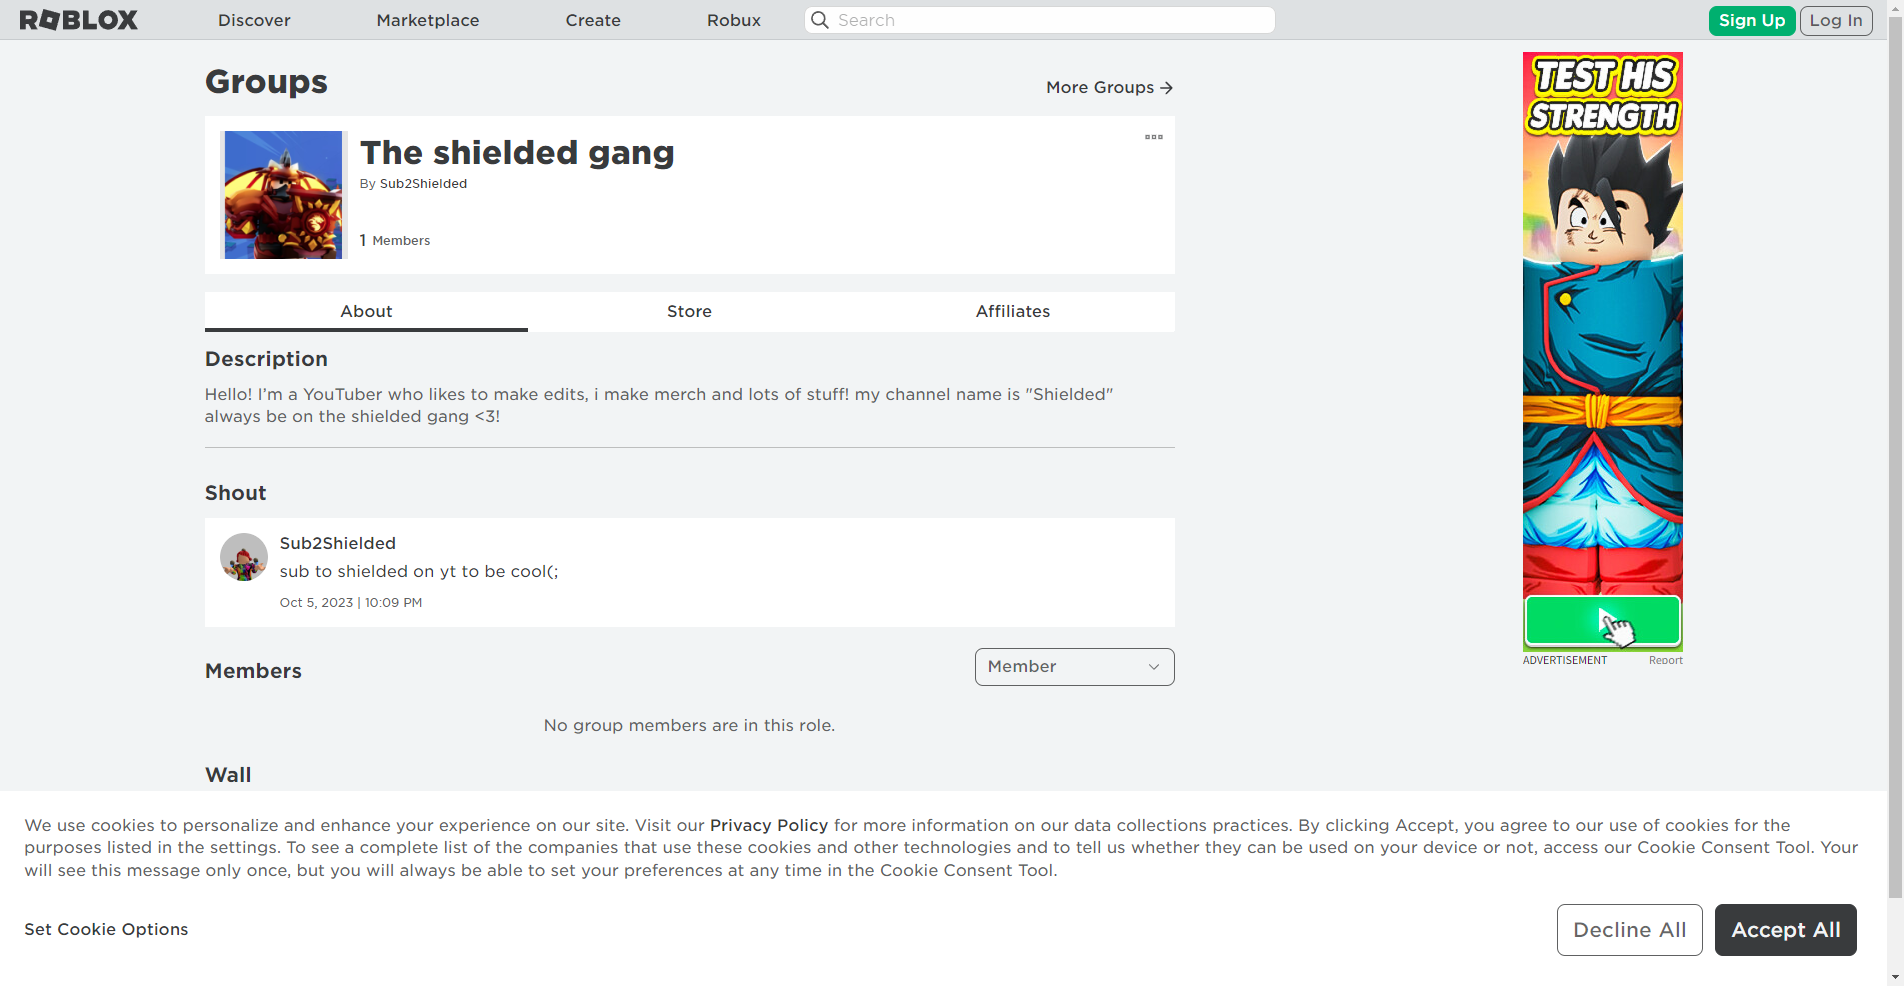 ROBLOX
Discover
Marketplace
Create
Robux
Search
Sign Up
Log In
Groups
More Groups
The shielded gang
By Sub2Shielded
1 Members
About
Store
Affiliates
Description
Hello! I’m a YouTuber who likes to make edits, i make merch and lots of stuff! my channel name is "Shielded"
always be on the shielded gang <3!
Shout
Sub2Shielded
sub to shielded on yt to be cool(;
Oct 5, 2023 | 10:09 PM
Members
Member
No group members are in this role.
Wall
TEST HIS
STRENGTH
ADVERTISEMENT
Report
We use cookies to personalize and enhance your experience on our site. Visit our Privacy Policy for more information on our data collections practices. By clicking Accept, you agree to our use of cookies for the
purposes listed in the settings. To see a complete list of the companies that use these cookies and other technologies and to tell us whether they can be used on your device or not, access our Cookie Consent Tool. Your
will see this message only once, but you will always be able to set your preferences at any time in the Cookie Consent Tool.
Set Cookie Options
Decline All
Accept All